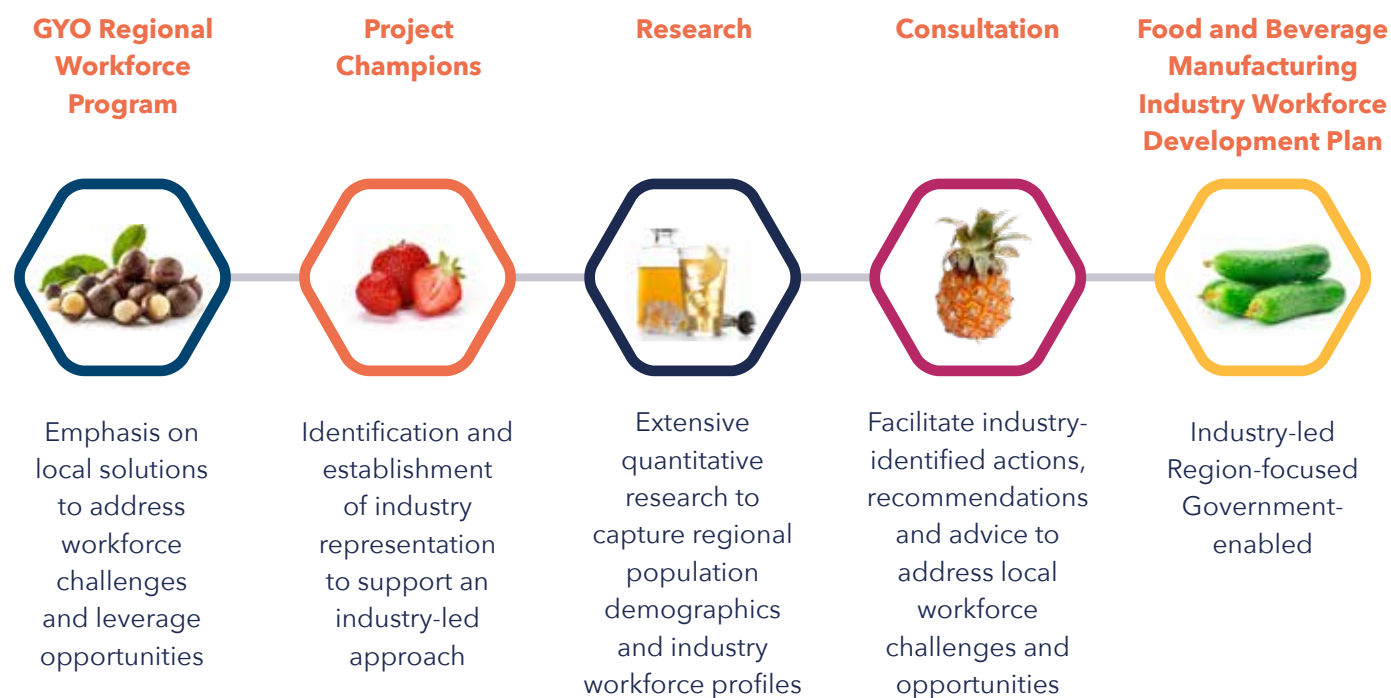 GYO Regional
Workforce
Program
Project
Champions
Research
Consultation
Food and Beverage
Manufacturing
Industry Workforce
Development Plan
Emphasis on
local solutions
to address
workforce
challenges
and leverage
opportunities
Identification and
establishment
of industry
representation
to support an
industry-led
approach
Extensive
quantitative
research to
capture regional
population
demographics
and industry
workforce profiles
Facilitate industry-
identified actions,
recommendations
and advice to
address local
workforce
challenges and
opportunities
Industry-led
Region-focused
Government-
enabled